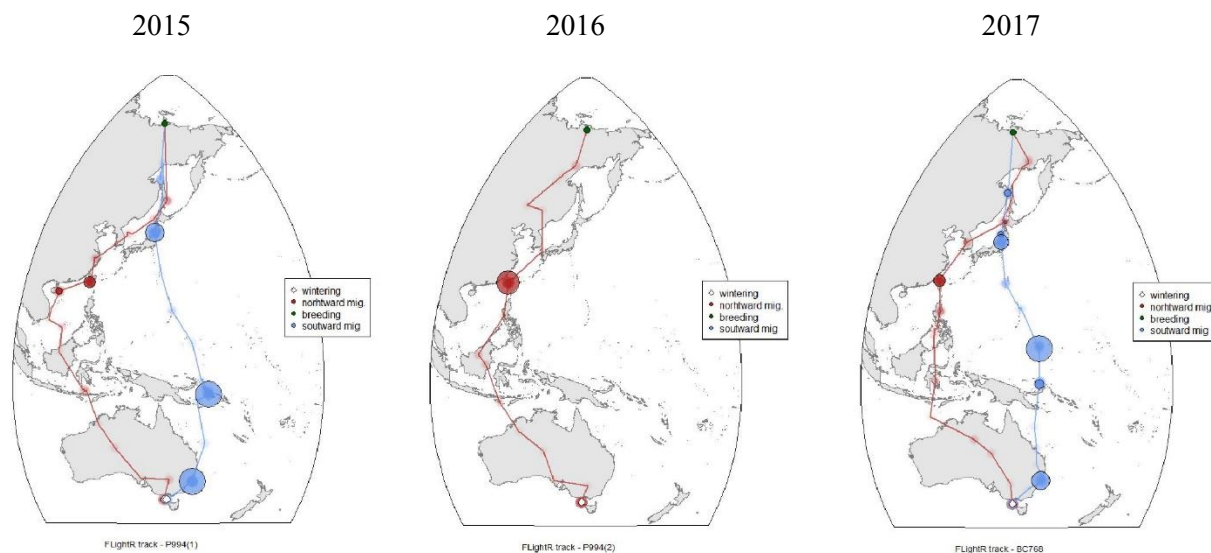 2015
2016
2017
wintering
norhtward mig.
breeding
soutward mig.
wintering
norhtward mig.
breeding
soutward mig
wintering
norhtward mig.
breeding
soutward mig
FLightR track - P994(1)
FLightR track - P994(2)
FLightR track - BC768